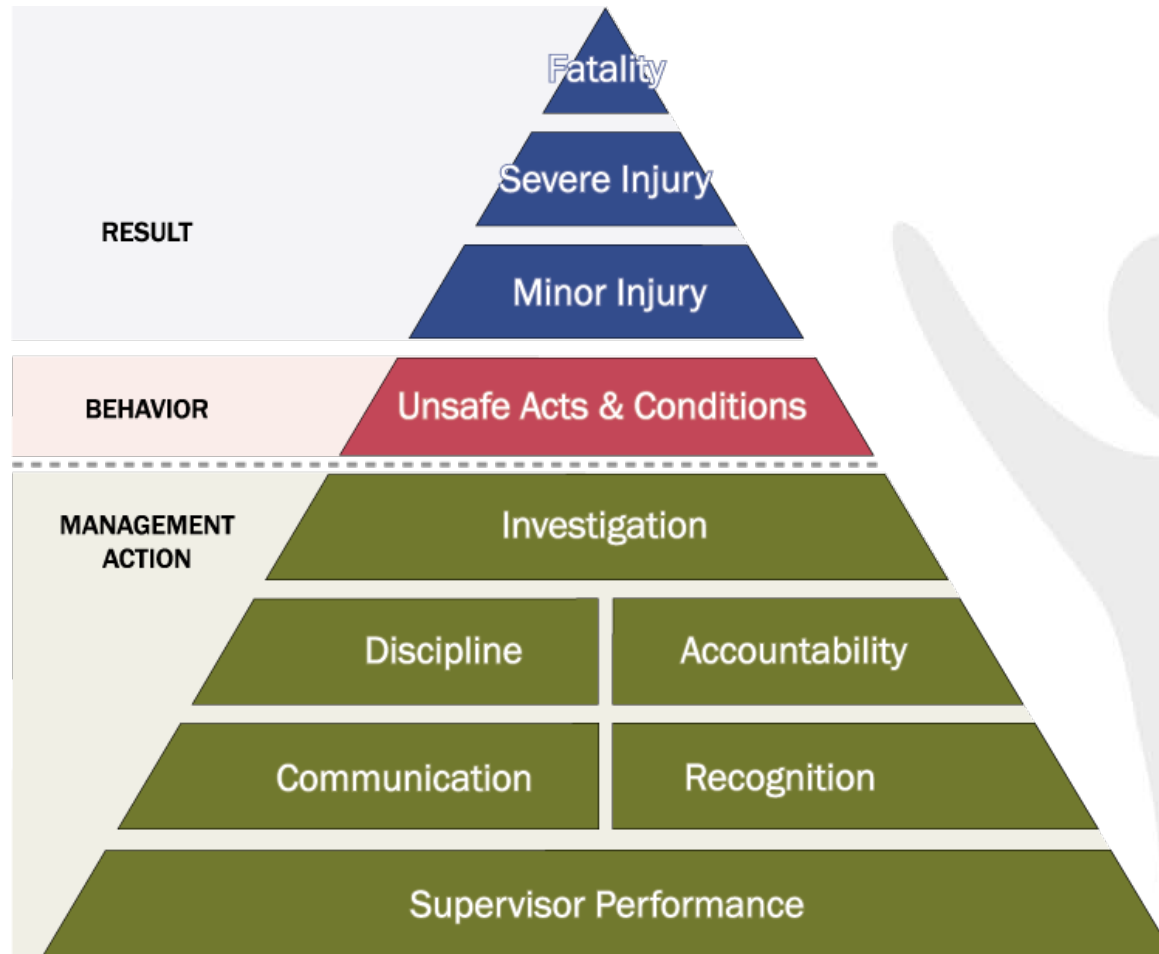 Fatality
Severe Injury
RESULT
Minor Injury
BEHAVIOR
Unsafe Acts & Conditions
MANAGEMENT
ACTION
Investigation
Discipline
Accountability
Communication
Recognition
Supervisor Performance